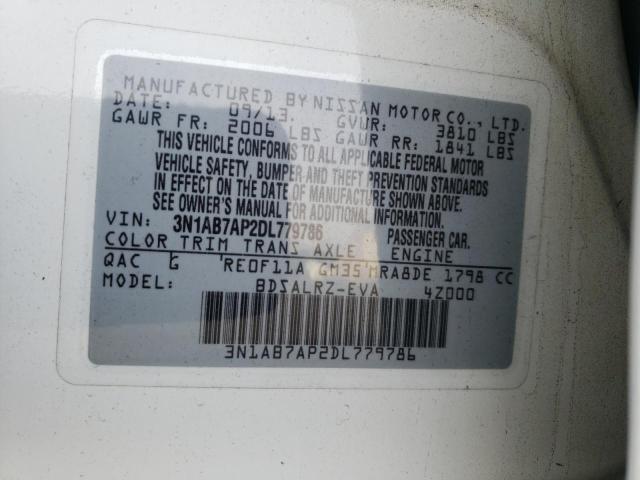 MANUFACTURED BY NISSAN MOTOR CO., LTD.
DATE: 09/13. GVWR: 3810 LBS
GAWR FR: 2006 LBS GAWR RR: 1841 LBS
THIS VEHICLE CONFORMS TO ALL APPLICABLE FEDERAL MOTOR
VEHICLE SAFETY, BUMPER AND THEFT PREVENTION STANDARDS
IN EFFECT ON THE DATE OF MANUFACTURE SHOWN ABOVE.
SEE OWNER'S MANUAL FOR ADDITIONAL INFORMATION.
VIN: 3N1AB7AP2DL779786 PASSENGER CAR.
COLOR TRIM TRANS AXLE ENGINE
QAC G RE0F11A GM35 MRA8DE 1798 CC
BDSALRZ-EVA 4Z000
3N1AB7AP2DL779786